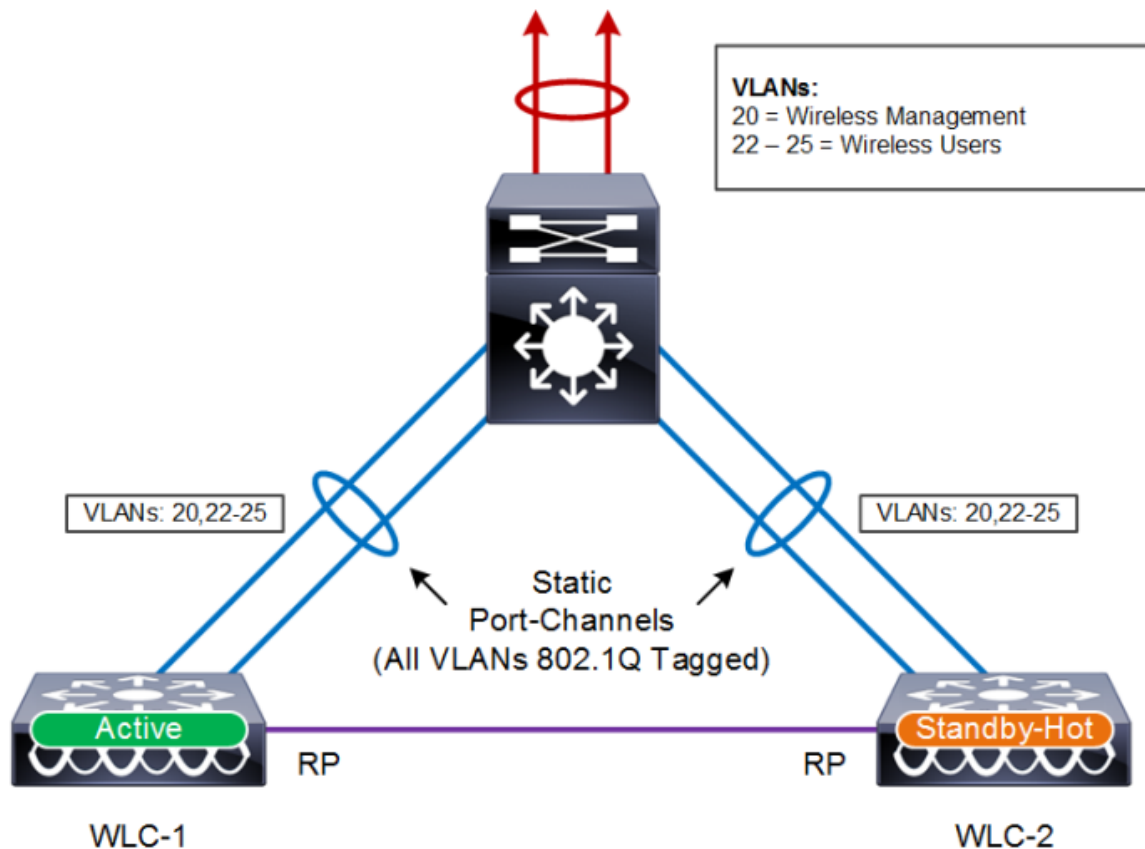 VLANs:
20 = Wireless Management
22 – 25 = Wireless Users
VLANs: 20,22-25
VLANs: 20,22-25
Static
Port-Channels
(All VLANs 802.1Q Tagged)
Active
Standby-Hot
RP
RP
WLC-1
WLC-2